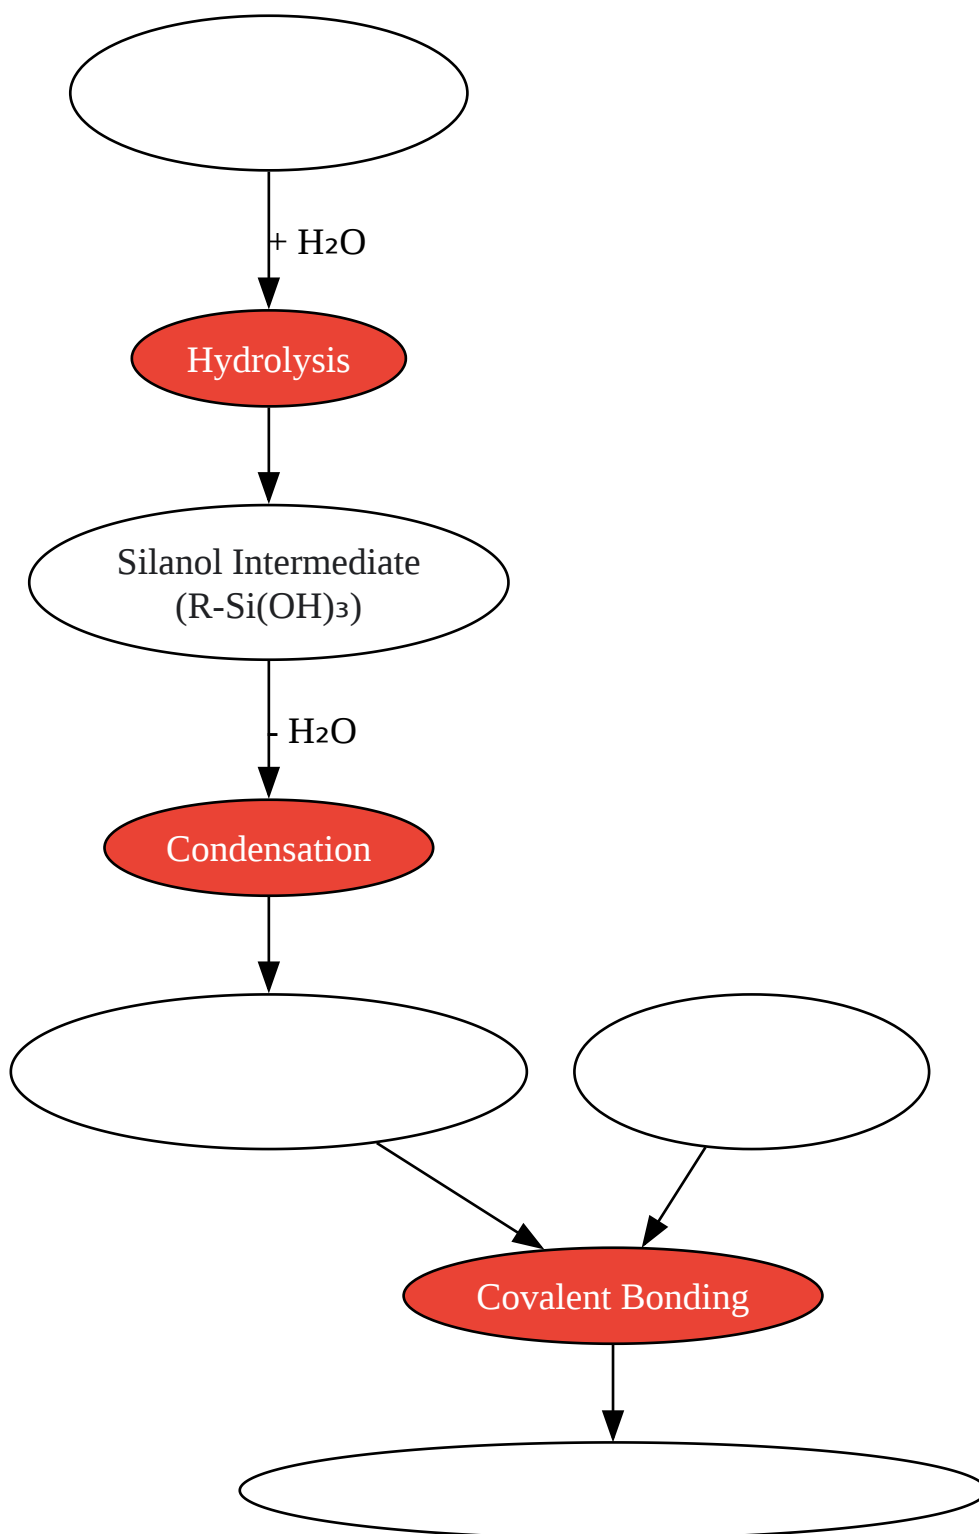 + H₂O
Hydrolysis
Silanol Intermediate
(R-Si(OH)₃)
- H₂O
Condensation
Covalent Bonding